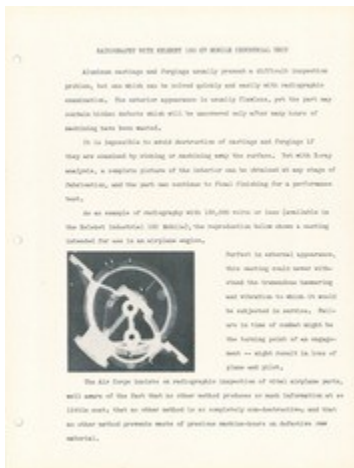 RADIOGRAPHY WITH KELEKET 100 KV MOBILE INDUSTRIAL UNIT
Aluminum castings and forgings usually present a difficult inspection
problem, but one which can be solved quickly and easily with radiographic
examination. The exterior appearance is usually flawless, yet the part may
contain hidden defects which will be uncovered only after many hours of
machining have been wasted.
It is impossible to avoid destruction of castings and forgings if
they are examined by etching or machining away the surface. Yet with X-ray
analysis, a complete picture of the interior can be obtained at any stage of
fabrication, and the part can continue to final finishing for a performance
test.
As an example of radiography with 100,000 volts or less (available in
the Keleket Industrial 100 Mobile), the reproduction below shows a casting
intended for use in an airplane engine.
Perfect in external appearance,
this casting could never with-
stand the tremendous hammering
and vibration to which it would
be subjected in service. Fail-
ure in time of combat might be
the turning point of an engage-
ment -- might result in loss of
plane and pilot.
The Air Corps insists on radiographic inspection of vital airplane parts,
well aware of the fact that no other method produces so much information at so
little cost; that no other method is so completely non-destructive; and that
no other method prevents waste of precious machine-hours on defective raw
material.